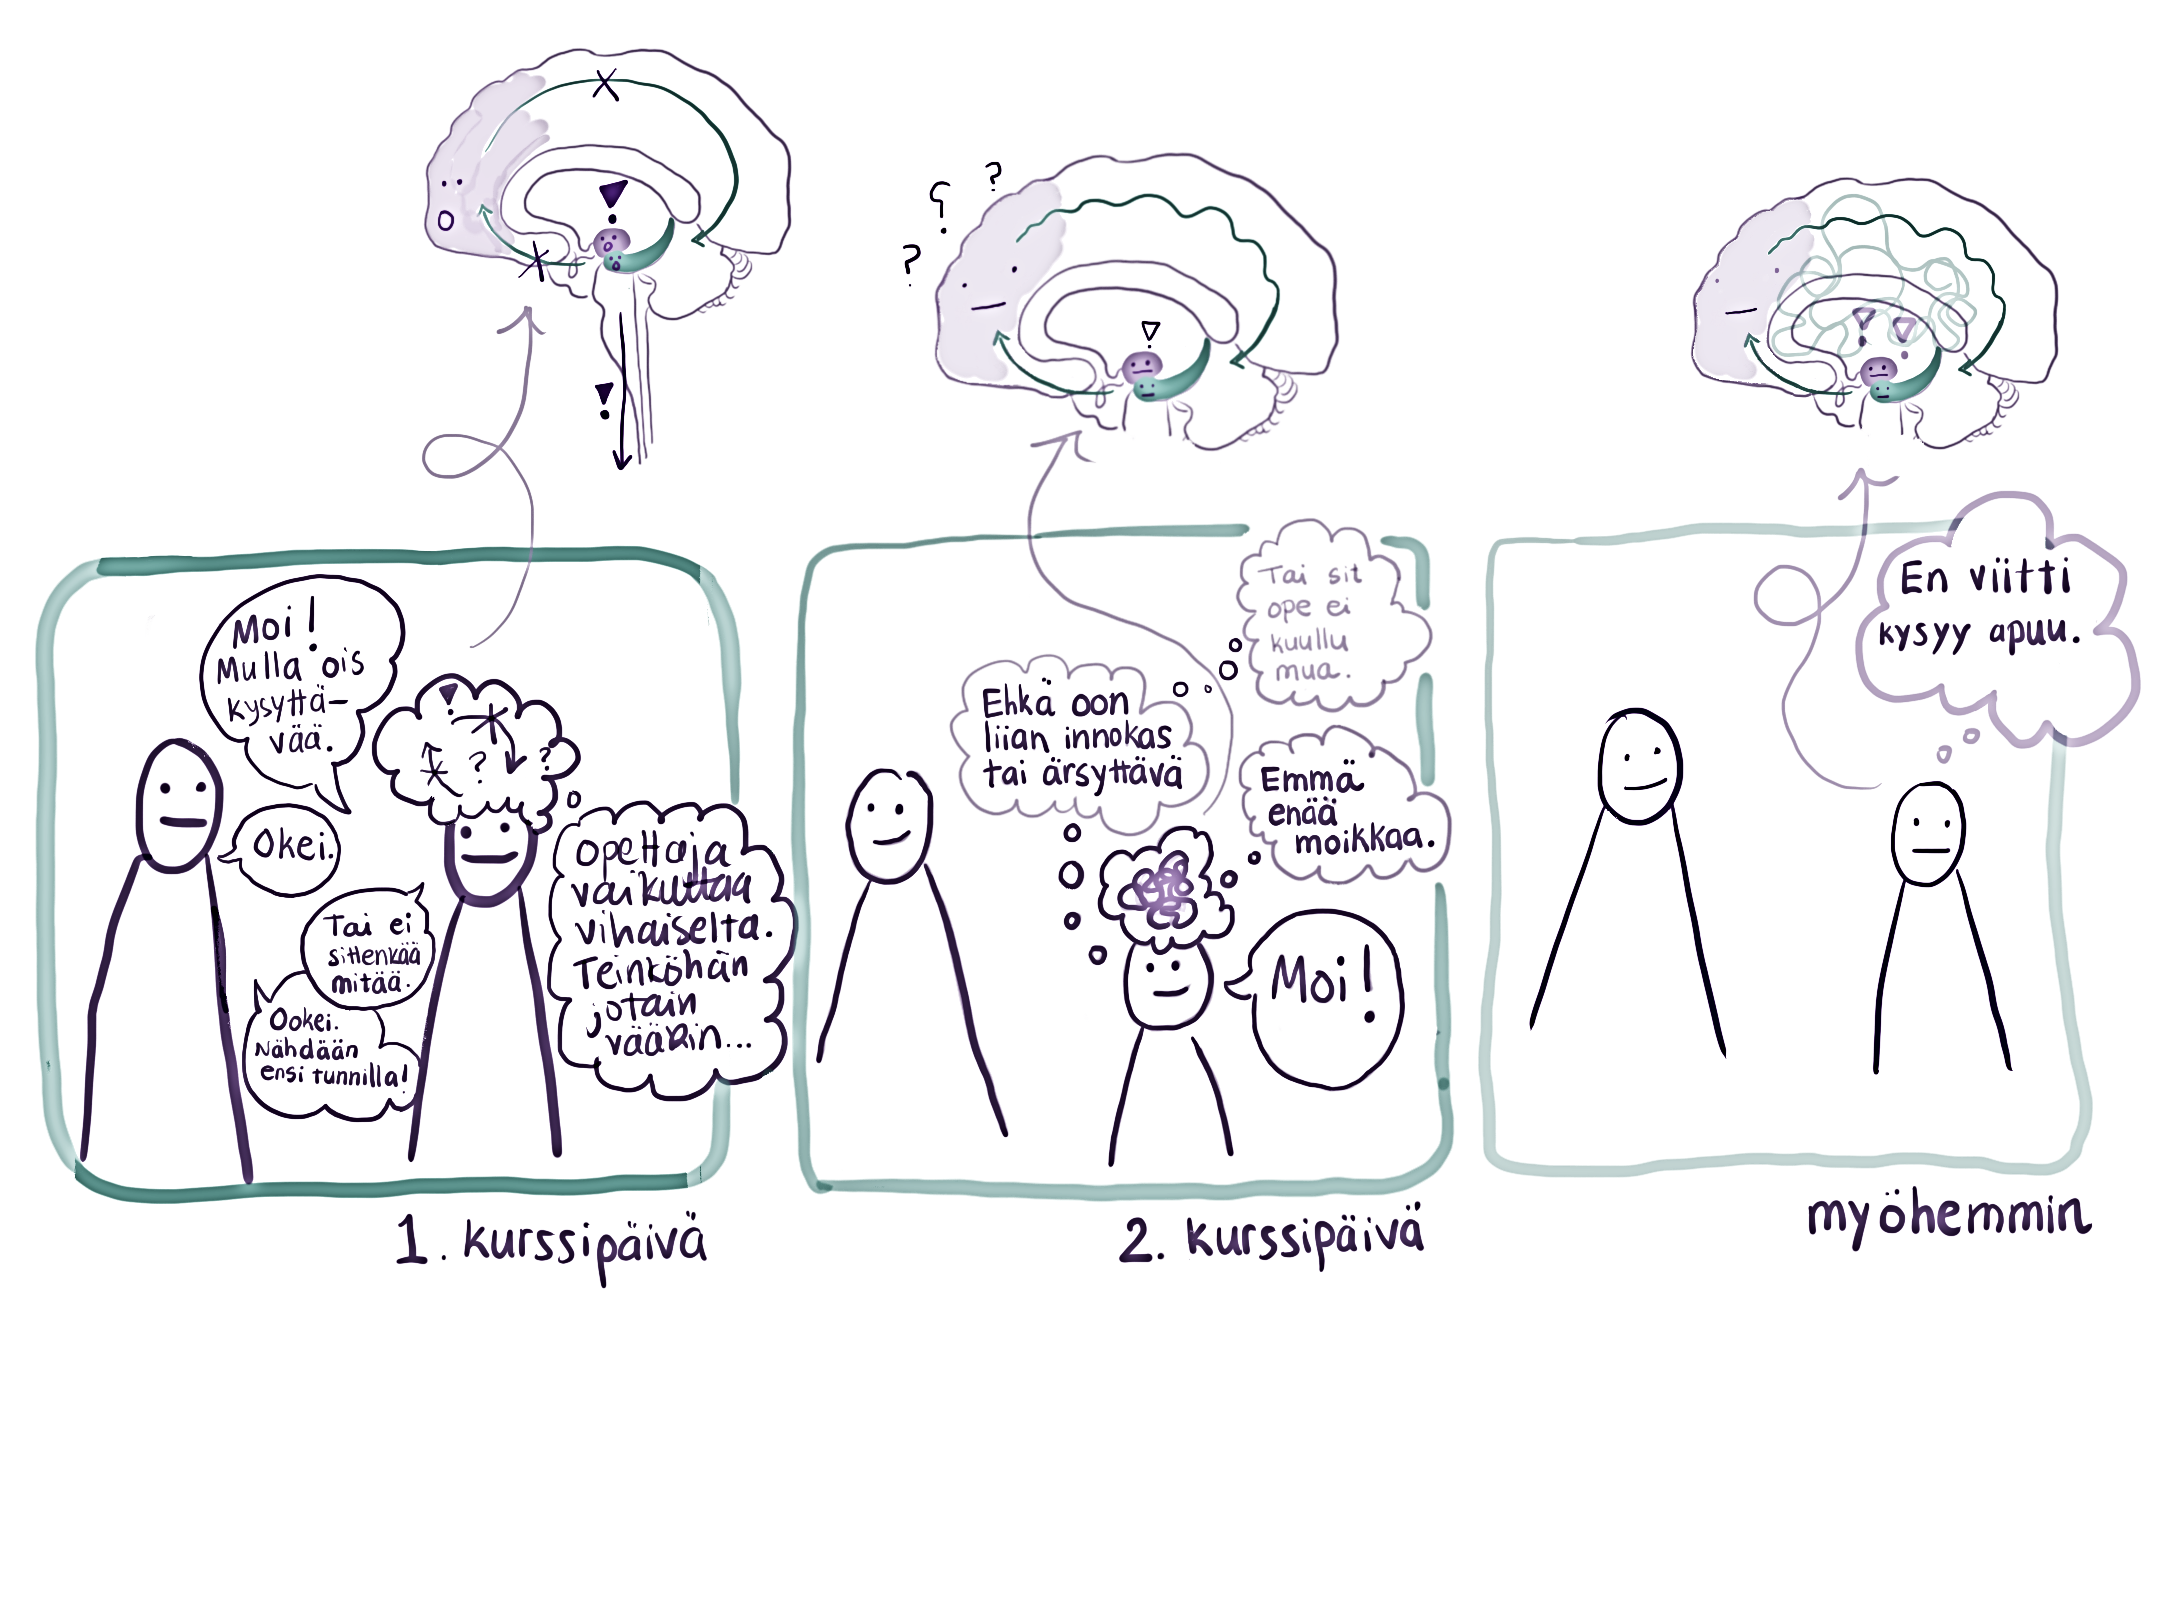 ?
?
?
Moi!
Mulla ois
kysyttä-
vää.
Okei.
? ?
Tai ei
sittenkää
mitää.
Ookei.
Nähdään
ensi tunnilla!
opettaja
vaikuttaa
vihaiselta.
Teinköhän
jotain
väärin...
1. kurssipäivä
Tai sit
ope ei
kuullu
mua.
Ehkä oon
liian innokas
tai ärsyttävä
Emmä
enää
moikkaa.
Moi!
2. kurssipäivä
En viitti
kysyy apuu.
myöhemmin